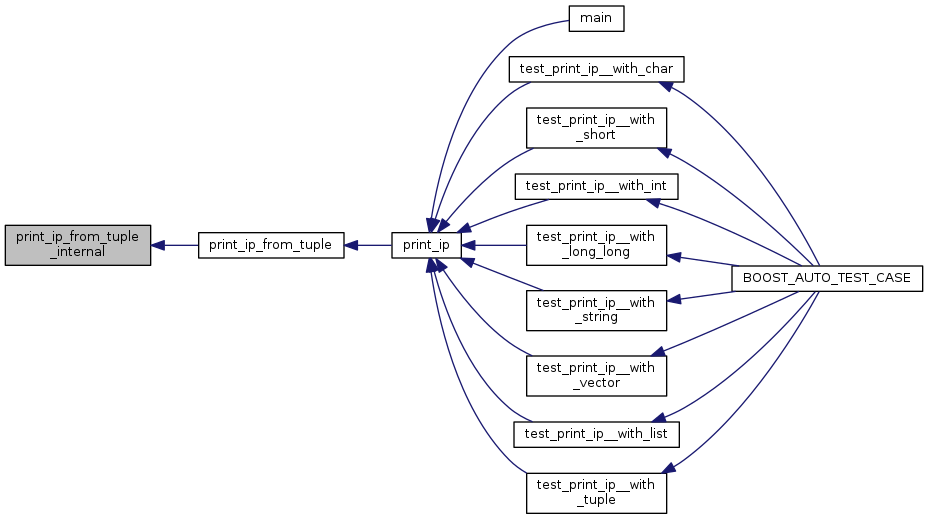 main
test_print_ip__with_char
test_print_ip__with
_short
test_print_ip__with_int
print_ip_from_tuple
_internal
print_ip_from_tuple
print_ip
test_print_ip__with
_long_long
BOOST_AUTO_TEST_CASE
test_print_ip__with
_string
test_print_ip__with
_vector
test_print_ip__with_list
test_print_ip__with
_tuple